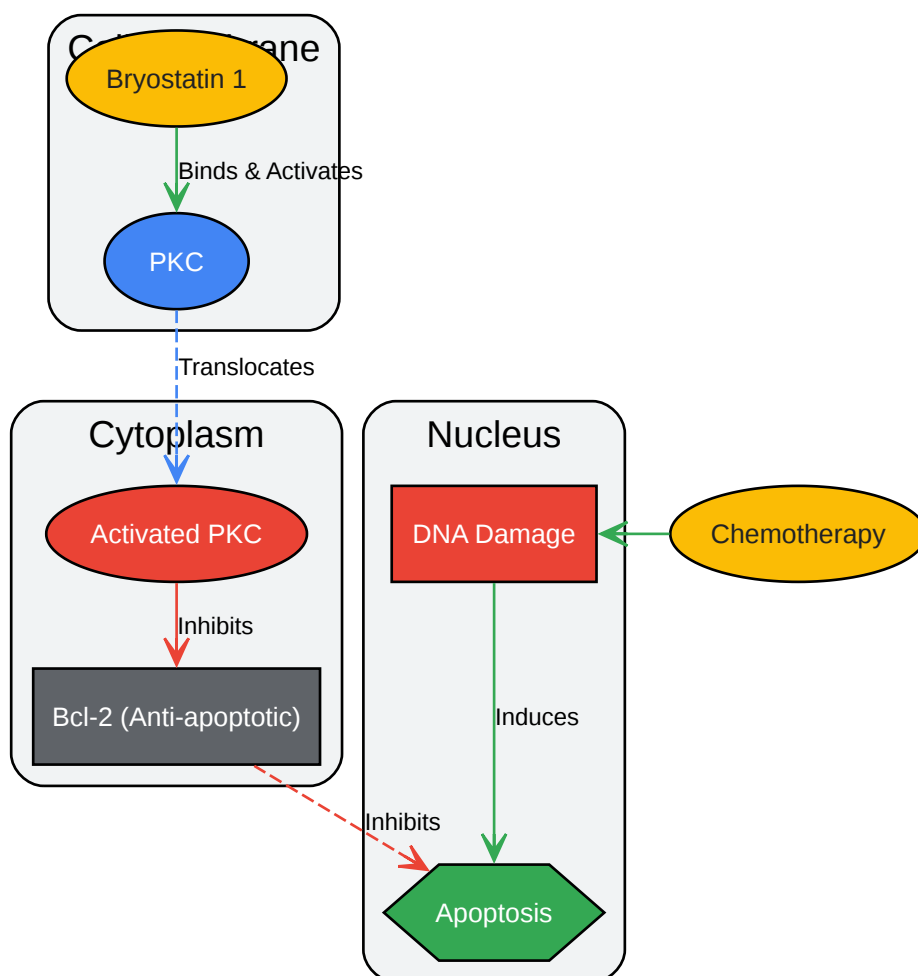 Bryostatin 1
Binds & Activates
PKC
Translocates
Cytoplasm
Nucleus
Activated PKC
DNA Damage
Chemotherapy
Inhibits
Bcl-2 (Anti-apoptotic)
Induces
Inhibits
Apoptosis